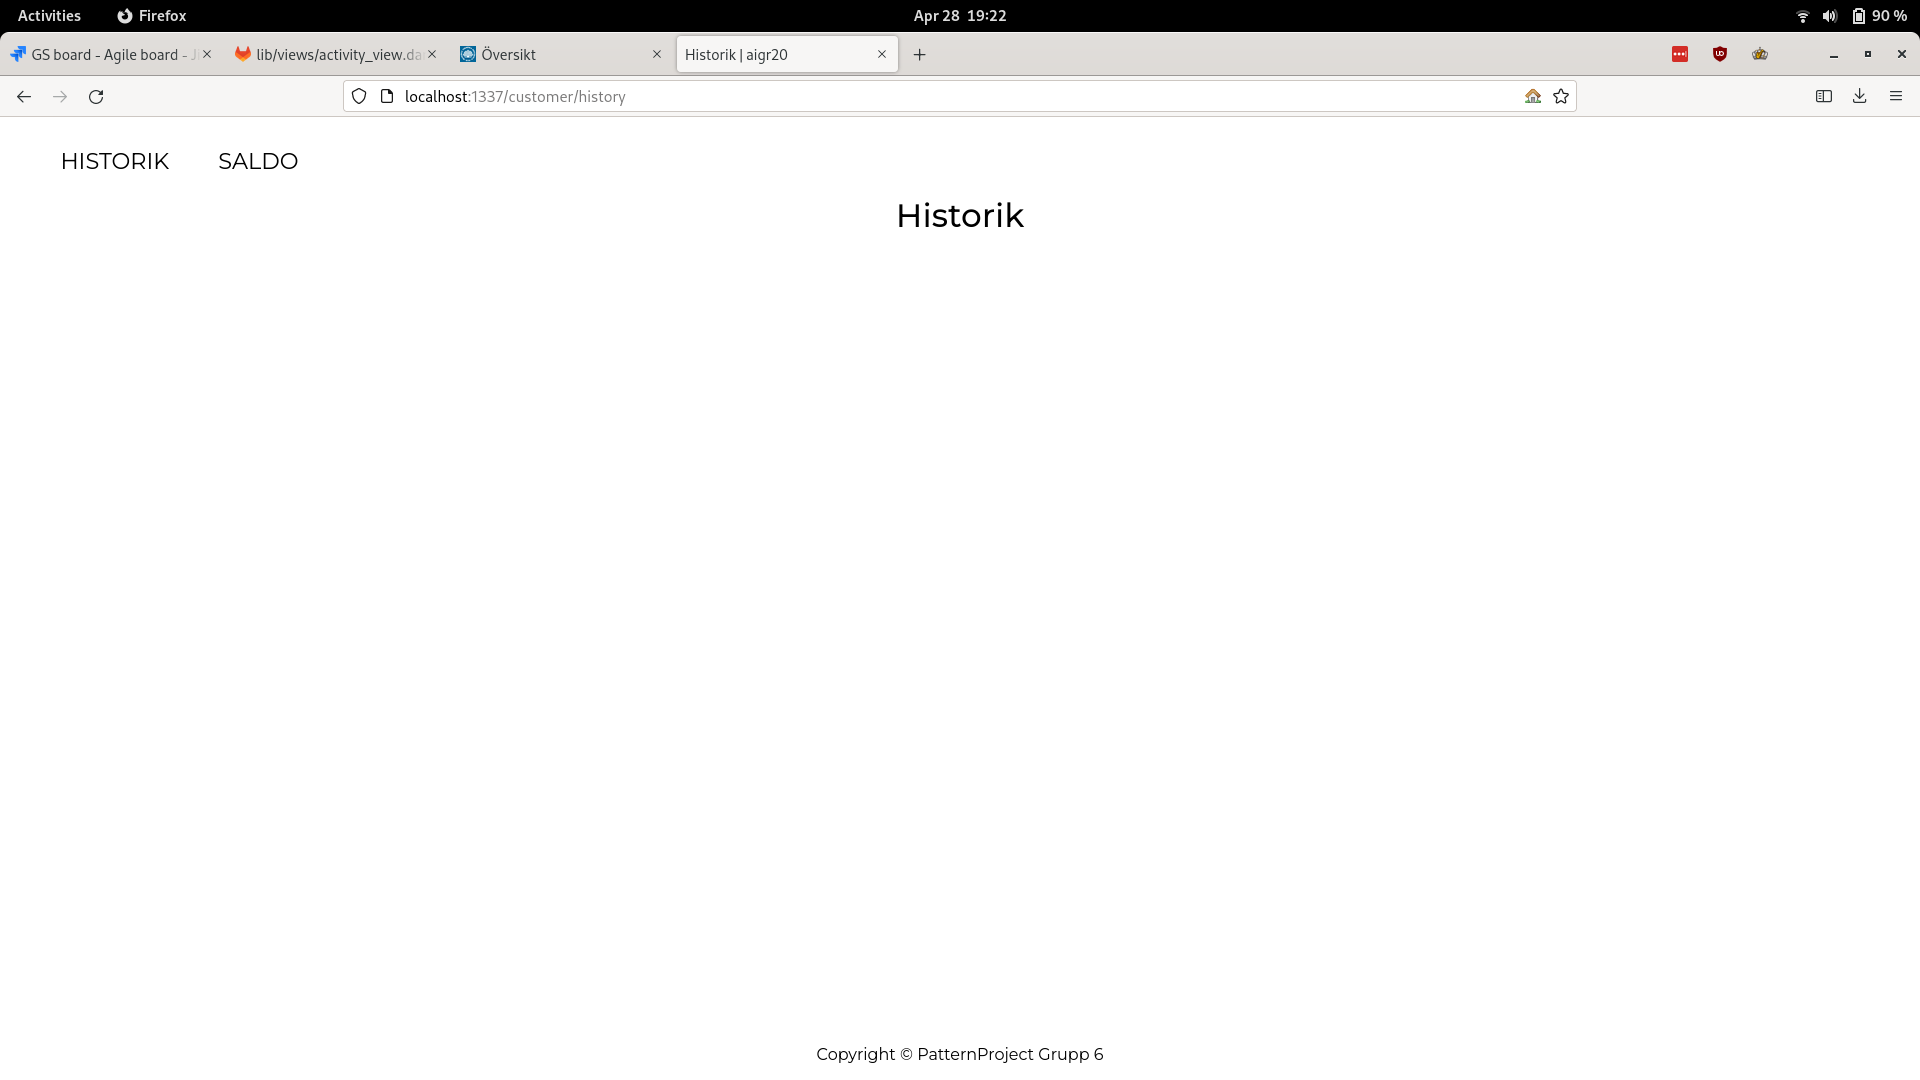 Activities Firefox Apr 28 19:22 90 %
GS board - Agile board - J lib/views/activity_view.da Översikt Historik | aigr20
localhost:1337/customer/history
HISTORIK SALDO
Historik
Copyright © PatternProject Grupp 6